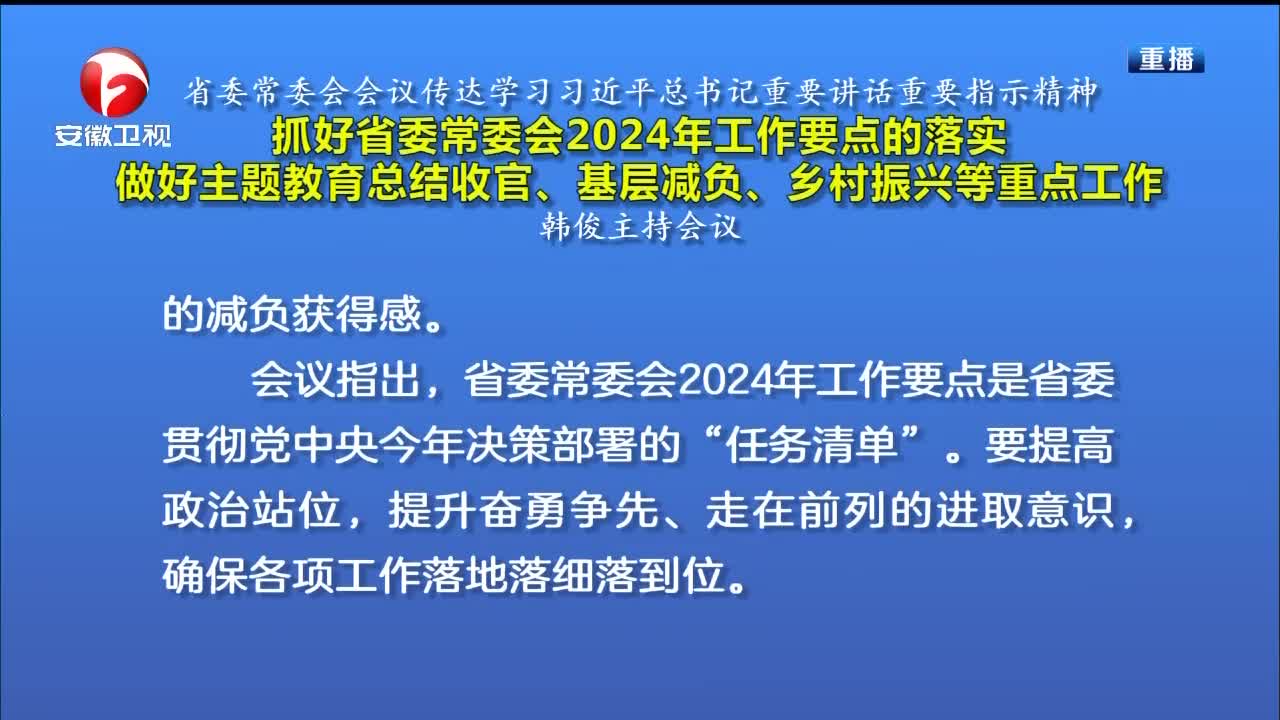 重播
安徽卫视
省委常委会会议传达学习习近平总书记重要讲话重要指示精神
抓好省委常委会2024年工作要点的落实
做好主题教育总结收官、基层减负、乡村振兴等重点工作
韩俊主持会议
的减负获得感。
会议指出，省委常委会2024年工作要点是省委
贯彻党中央今年决策部署的“任务清单”。要提高
政治站位，提升奋勇争先、走在前列的进取意识，
确保各项工作落地落细落到位。